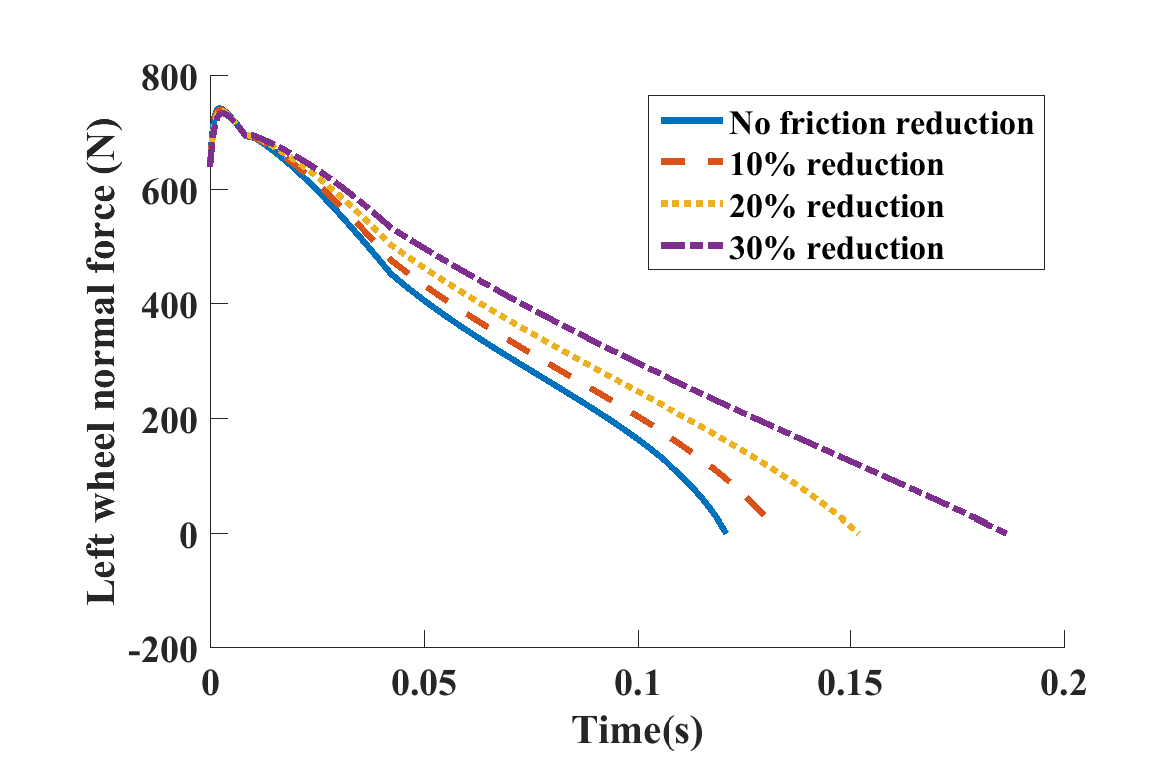 800
600
400
200
0
-200
0
0.05
0.1
0.15
0.2
Left wheel normal force (N)
Time(s)
No friction reduction
10% reduction
20% reduction
30% reduction